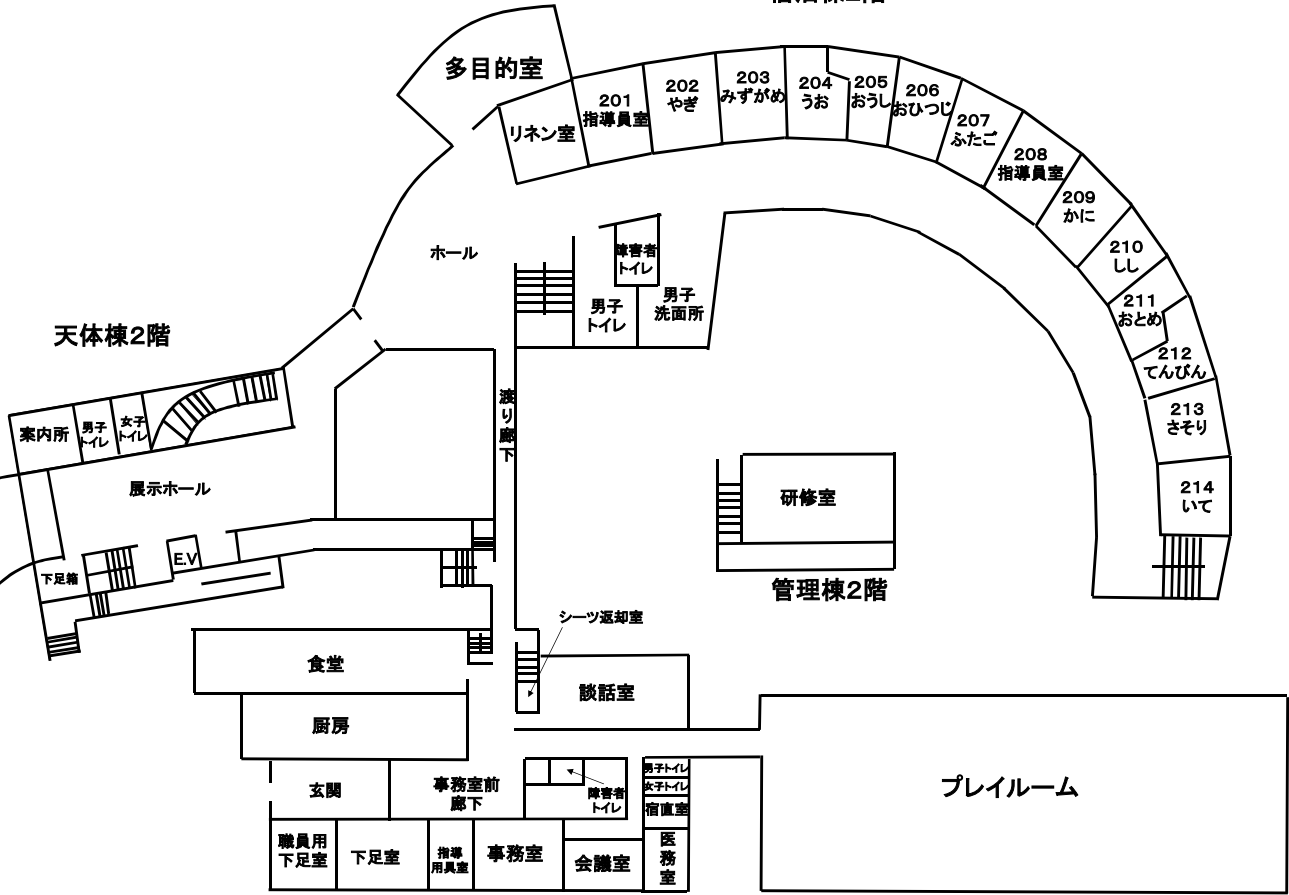 多目的室
リネン室
201
指導員室
202
やぎ
203
みずがめ
204
うお
205
おうし
206
おひつじ
207
ふたご
208
指導員室
209
かに
210
しし
211
おとめ
212
てんびん
213
さそり
214
いて
ホール
障害者
トイレ
男子
トイレ
男子
洗面所
天体棟2階
案内所
男子
トイレ
女子
トイレ
展示ホール
E.V
下足箱
渡り廊下
研修室
管理棟2階
シーツ返却室
食堂
談話室
厨房
玄関
事務室前
廊下
障害者
トイレ
男子トイレ
女子トイレ
宿直室
医務室
職員用
下足室
下足室
指導
用具室
事務室
会議室
プレイルーム